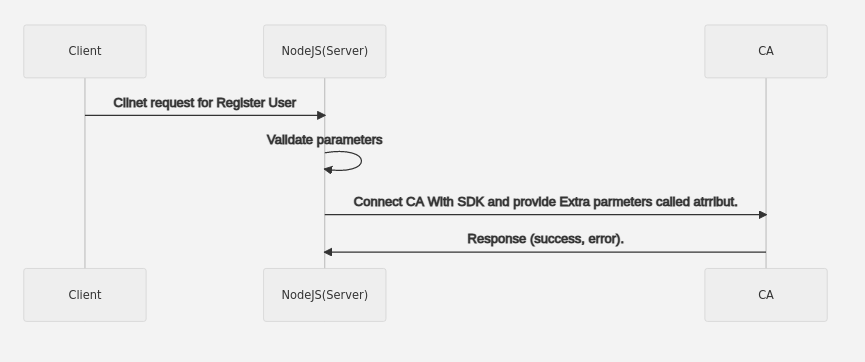 Client
NodeJS(Server)
CA
Clinet request for Register User
Validate parameters
Connect CA With SDK and provide Extra parmeters called atrribut.
Response (success, error).
Client
NodeJS(Server)
CA